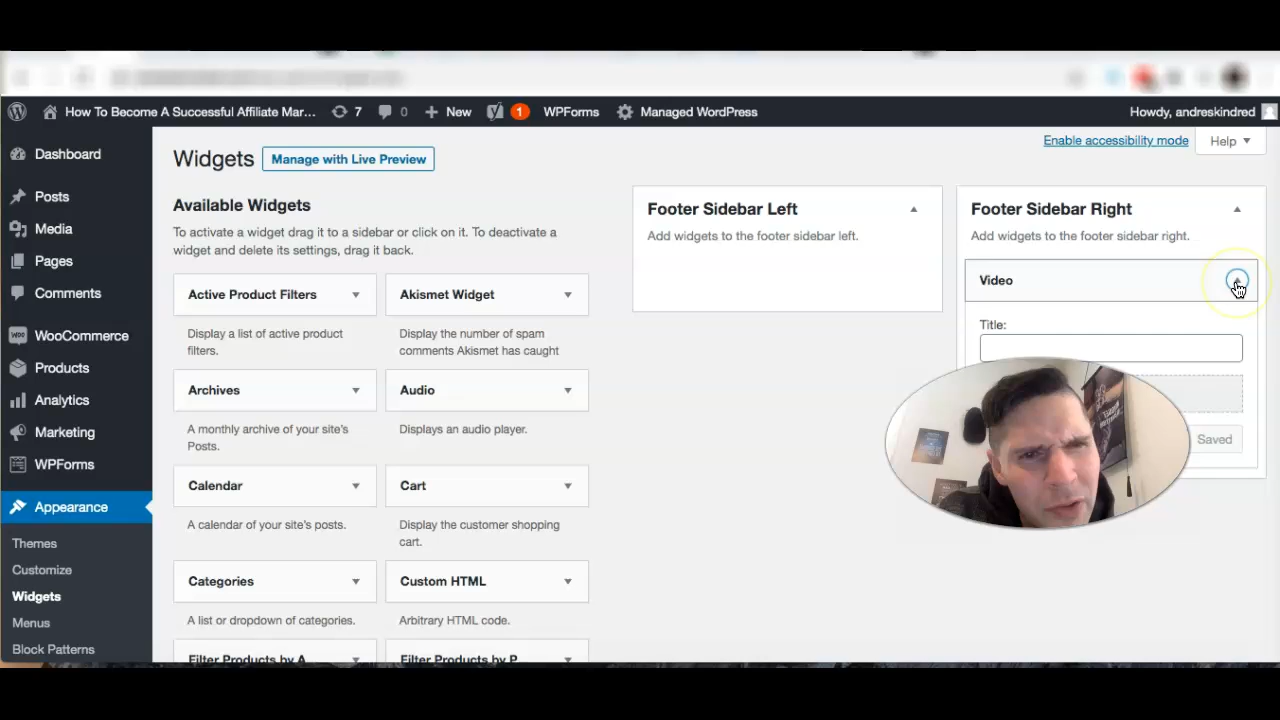 How To Become A Successful Affiliate Mar... 7 0 New 1 WPForms Managed WordPress Howdy, andreskindred
Dashboard
Posts
Media
Pages
Comments
WooCommerce
Products
Analytics
Marketing
WPForms
Appearance
Themes
Customize
Widgets
Menus
Block Patterns
Enable accessibility mode Help
Widgets Manage with Live Preview
Available Widgets
To activate a widget drag it to a sidebar or click on it. To deactivate a
widget and delete its settings, drag it back.
Active Product Filters
Display a list of active product
filters.
Akismet Widget
Display the number of spam
comments Akismet has caught
Archives
A monthly archive of your site's
Posts.
Audio
Displays an audio player.
Calendar
A calendar of your site's posts.
Cart
Display the customer shopping
cart.
Categories
A list or dropdown of categories.
Custom HTML
Arbitrary HTML code.
Filter Products by A
Filter Products by P
Footer Sidebar Left
Add widgets to the footer sidebar left.
Footer Sidebar Right
Add widgets to the footer sidebar right.
Video
Title:
Saved